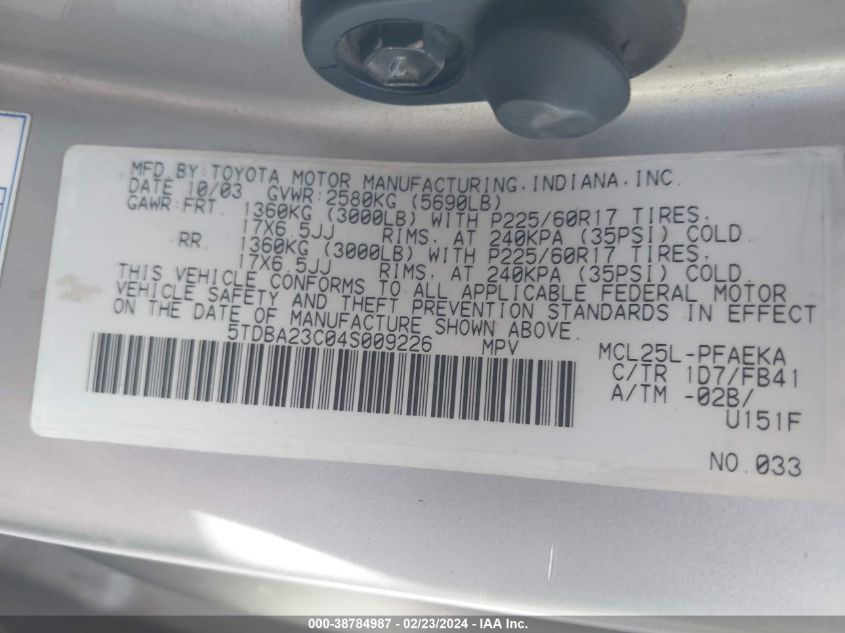 MFD.BY:TOYOTA MOTOR MANUFACTURING.INDIANA.INC.
DATE 10/03 GVWR:2580KG (5690LB)
GAWR:FRT. 1360KG (3000LB) WITH P225/60R17 TIRES.
17X6.5JJ RIMS. AT 240KPA (35PSI) COLD.
RR. 1360KG (3000LB) WITH P225/60R17 TIRES.
17X6.5JJ RIMS. AT 240KPA (35PSI) COLD.
THIS VEHICLE CONFORMS TO ALL APPLICABLE FEDERAL MOTOR
VEHICLE SAFETY AND THEFT PREVENTION STANDARDS IN EFFECT
ON THE DATE OF MANUFACTURE SHOWN ABOVE.
5TDBA23C04S009226 MPV MCL25L-PFAEKA
C/TR 1D7/FB41
A/TM -02B/
U151F
NO.033
000-38784987 - 02/23/2024 - IAA Inc.